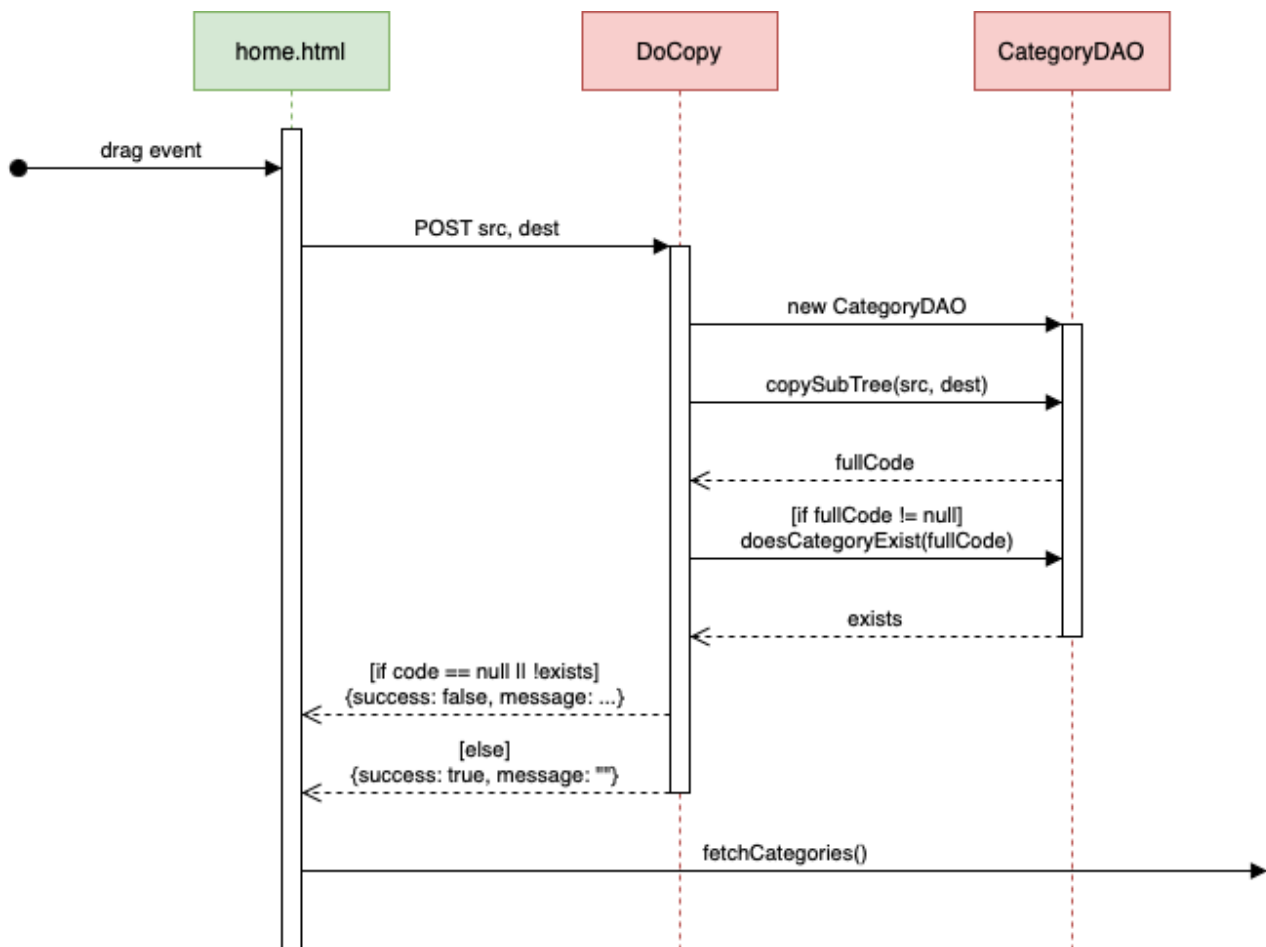 home.html
DoCopy
CategoryDAO
drag event
POST src, dest
new CategoryDAO
copySubTree(src, dest)
fullCode
[if fullCode != null]
doesCategoryExist(fullCode)
exists
[if code == null || !exists]
{success: false, message: ...}
[else]
{success: true, message: ""}
fetchCategories()